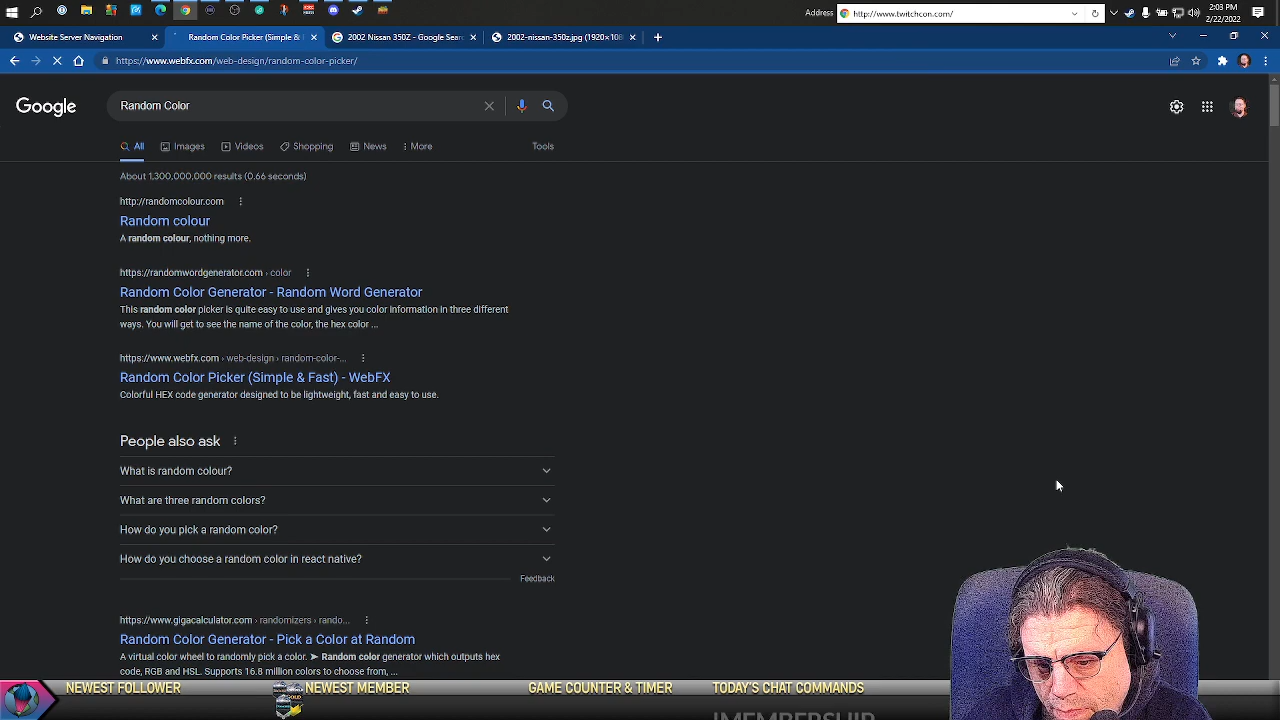 Address
http://www.twitchcon.com/
2:03 PM
2/22/2022
Website Server Navigation
Random Color Picker (Simple &
2002 Nissan 350Z - Google Sear
2002-nissan-350z.jpg (1920×108
https://www.webfx.com/web-design/random-color-picker/
Google
Random Color
All
Images
Videos
Shopping
News
More
Tools
About 1,300,000,000 results (0.66 seconds)
http://randomcolour.com
Random colour
A random colour, nothing more.
https://randomwordgenerator.com › color
Random Color Generator - Random Word Generator
This random color picker is quite easy to use and gives you color information in three different
ways. You will get to see the name of the color, the hex color ...
https://www.webfx.com › web-design › random-color-...
Random Color Picker (Simple & Fast) - WebFX
Colorful HEX code generator designed to be lightweight, fast and easy to use.
People also ask
What is random colour?
What are three random colors?
How do you pick a random color?
How do you choose a random color in react native?
Feedback
https://www.gigacalculator.com › randomizers › rando...
Random Color Generator - Pick a Color at Random
A virtual color wheel to randomly pick a color. ➤ Random color generator which outputs hex
code, RGB and HSL. Supports 16.8 million colors to choose from, ...
NEWEST FOLLOWER
NEWEST MEMBER
GAME COUNTER & TIMER
TODAY'S CHAT COMMANDS
GOLD
!MEMBERSHIP